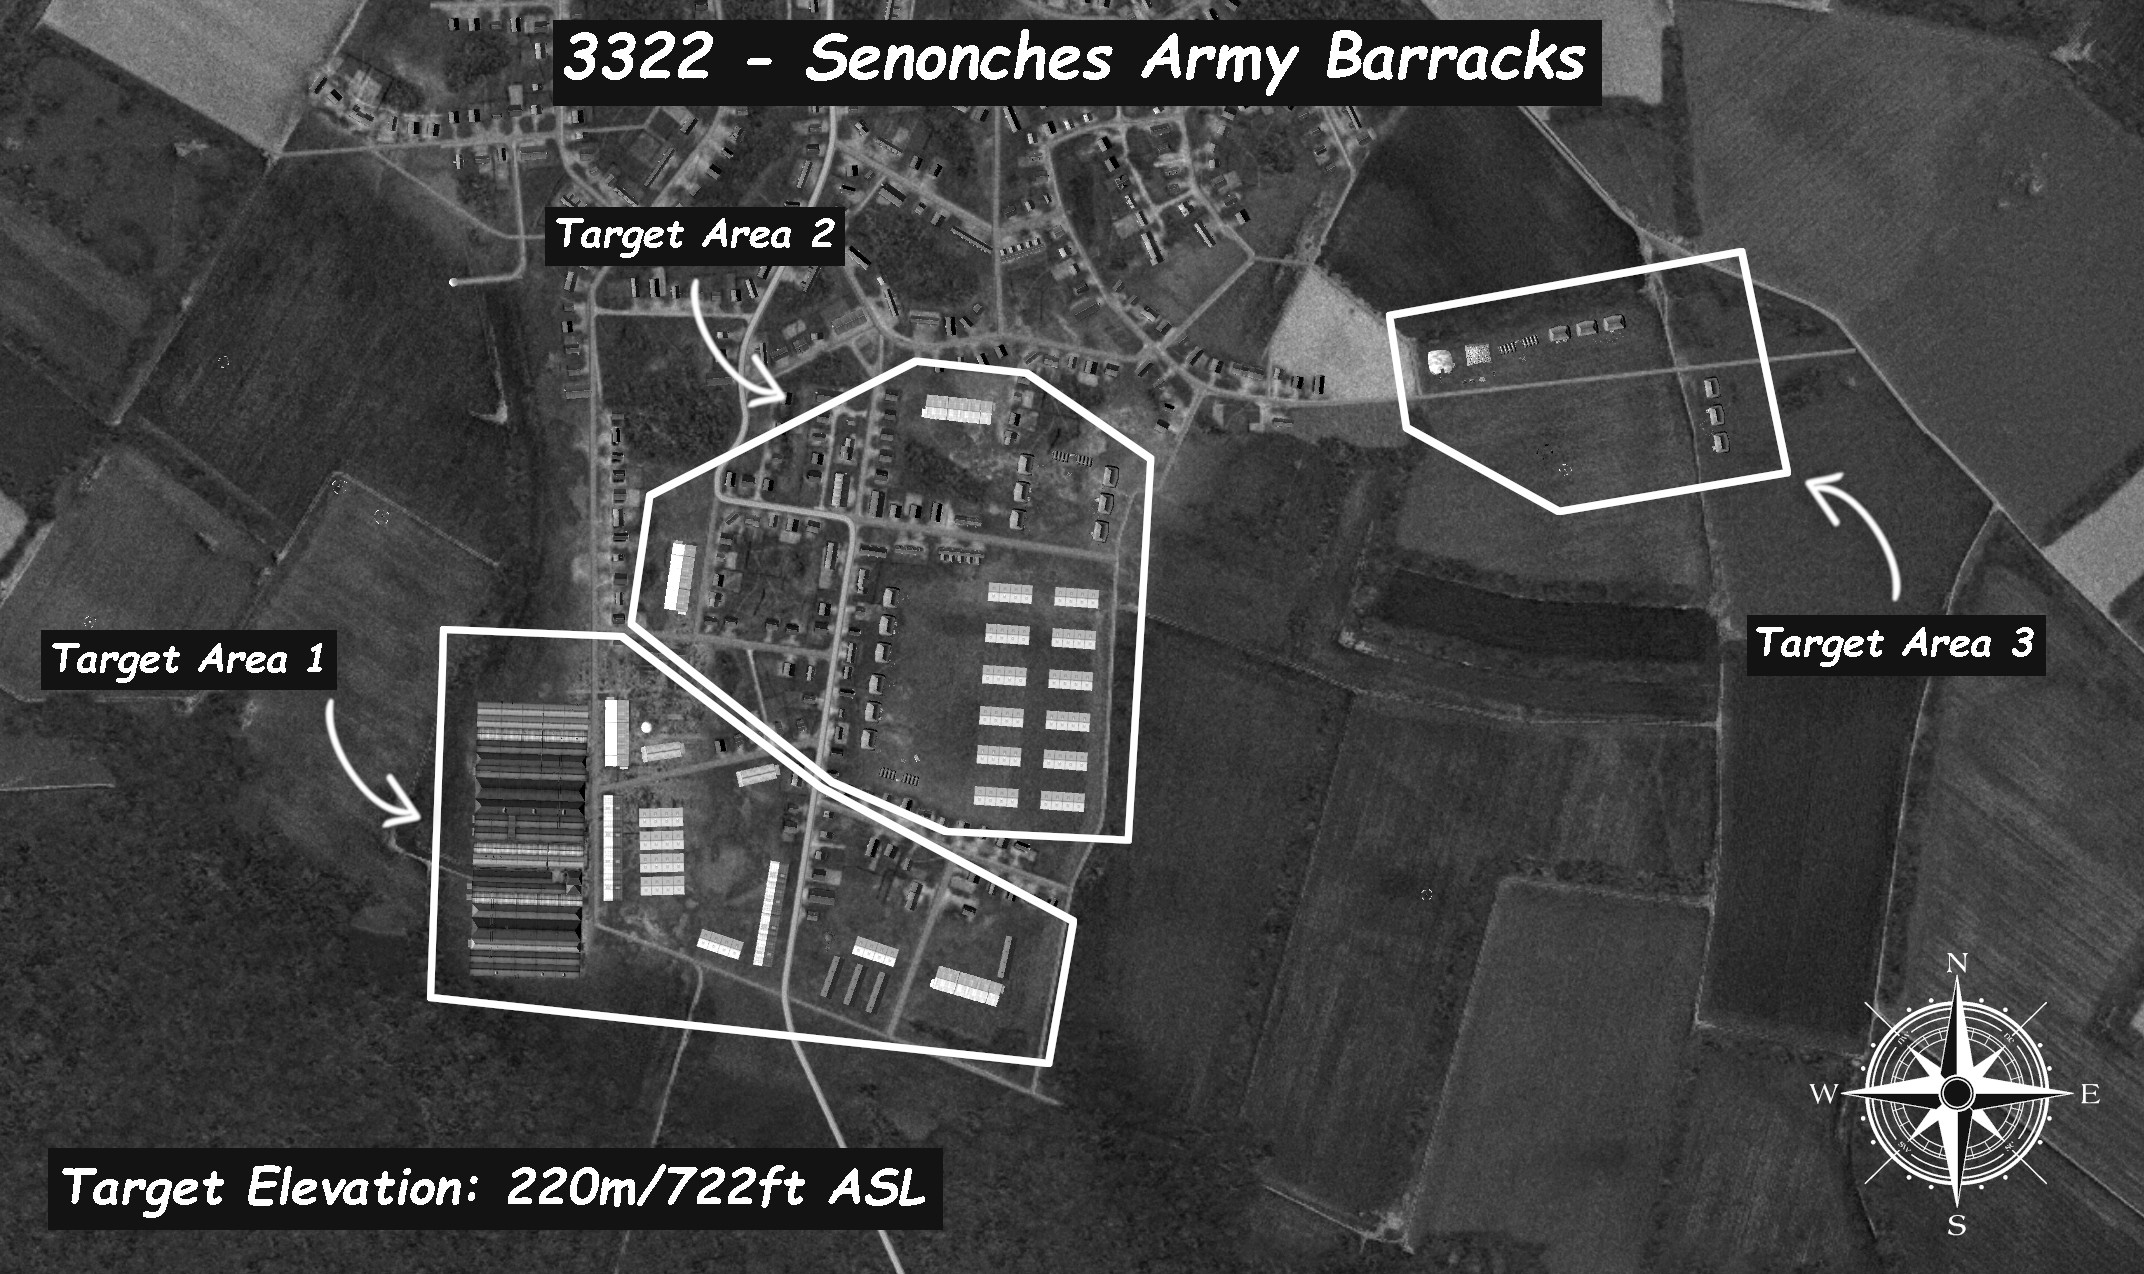 3322 - Senonches Army Barracks
Target Area 2
Target Area 1
Target Area 3
N
W
E
S
Target Elevation: 220m/722ft ASL